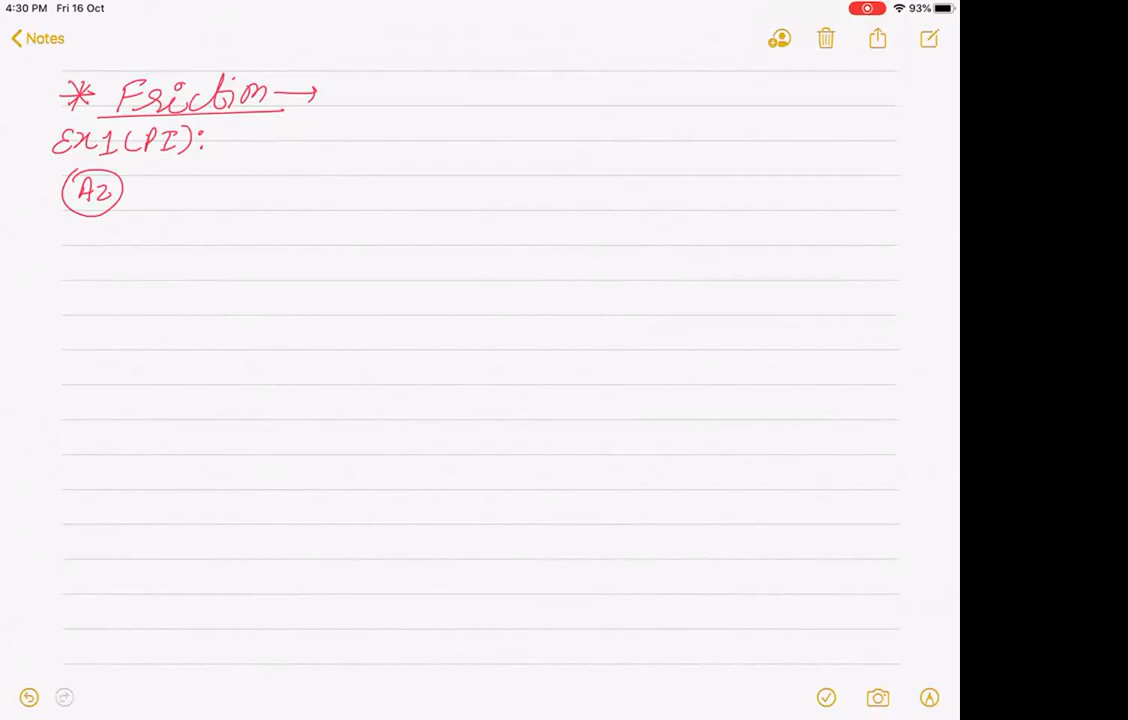 4:30 PM Fri 16 Oct 93%
Notes
* Friction →
Ex1(PI):
A2